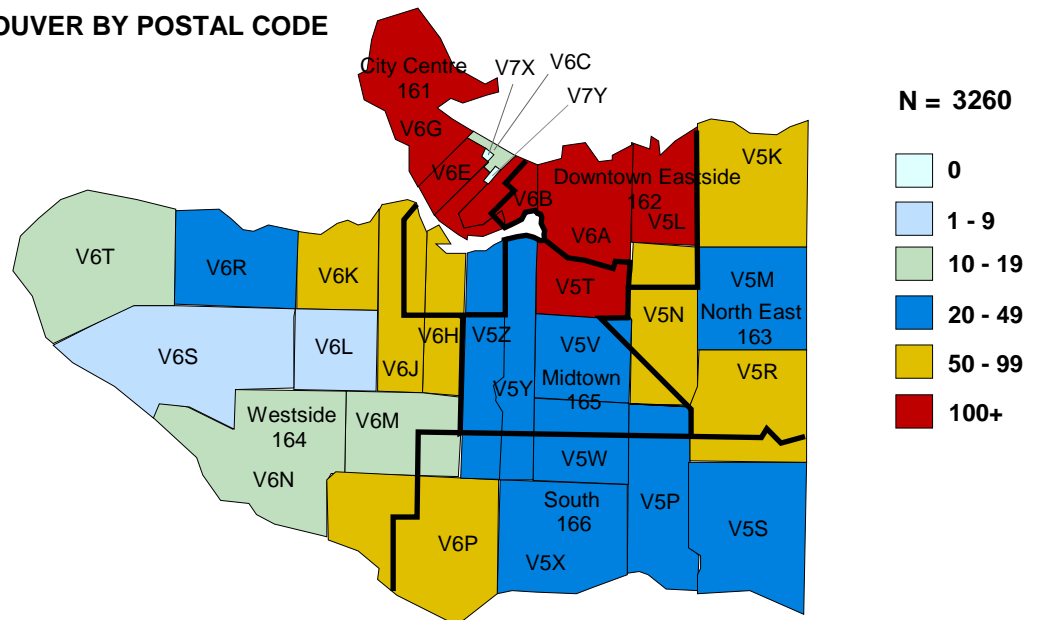 OUVER BY POSTAL CODE
City Centre
161
V7X
V6C
V7Y
V6G
V6E
V6B
Downtown Eastside
162
V6A
V5L
V5K
V6T
V6R
V6K
V5T
V5M
North East
163
V6S
V6L
V6J
V6H
V5Z
V5Y
V5V
Midtown
165
V5N
V5R
Westside
164
V6M
V6N
V5W
South
166
V5P
V5S
V6P
V5X
N = 3260
0
1 - 9
10 - 19
20 - 49
50 - 99
100+